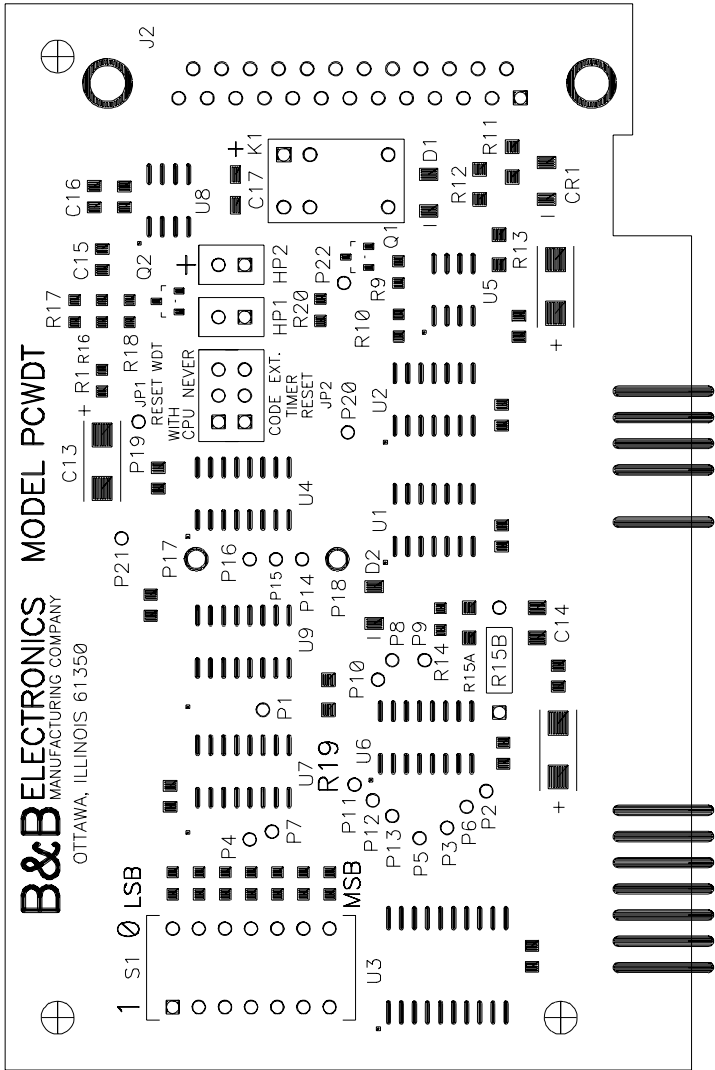 B&B ELECTRONICS MODEL PCWDT
MANUFACTURING COMPANY
OTTAWA, ILLINOIS 61350
J2
K1
+
C17
D1
R11
R12
CR1
C16
U8
C15
Q2
+
HP2
HP1
P22
Q1
R9
R10
R20
U5
R13
+
R17
R16
R18
R1
+
C13
P19
JP1
RESET WDT
WITH
CPU NEVER
CODE EXT.
TIMER
RESET
JP2
P20
U2
U4
U1
P21
P17
P16
P15
P14
P18
D2
U9
P8
P9
P10
R14
R15A
R15B
C14
+
P1
R19
U7
U6
P11
P12
P13
P5
P3
P6
P2
P4
P7
LSB
MSB
1 S1 0
U3